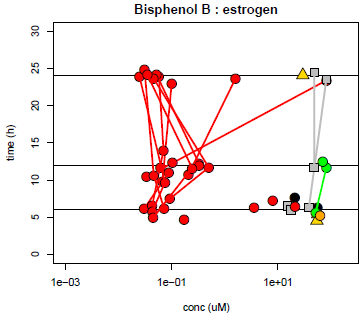 Bisphenol B : estrogen
time (h)
30
25
20
15
10
5
0
1e−03
1e−01
1e+01
conc (uM)